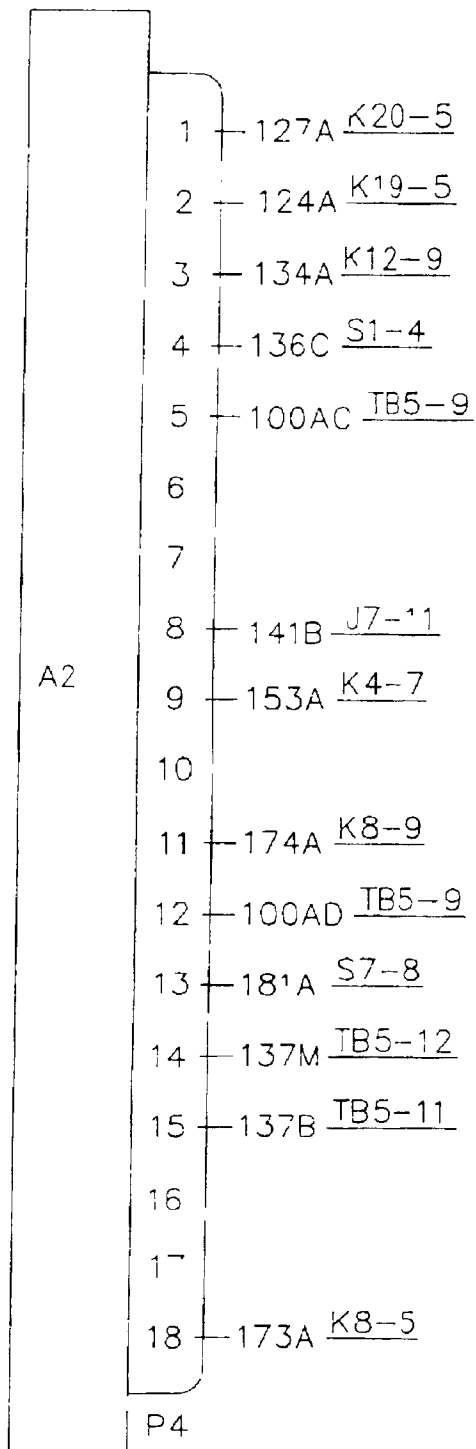 1 127A K20-5
2 124A K19-5
3 134A K12-9
4 136C S1-4
5 100AC TB5-9
6
7
8 141B J7-11
A2
9 153A K4-7
10
11 174A K8-9
12 100AD TB5-9
13 181A S7-8
14 137M TB5-12
15 137B TB5-11
16
17
18 173A K8-5
P4